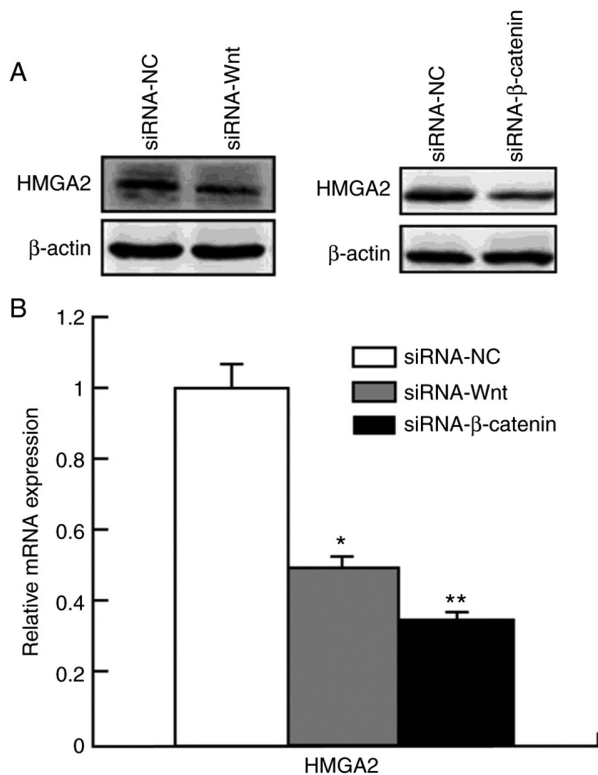 A
siRNA-NC
siRNA-Wnt
HMGA2
β-actin
siRNA-NC
siRNA-β-catenin
HMGA2
β-actin
B
Relative mRNA expression
1.2
1
0.8
0.6
0.4
0.2
0
siRNA-NC
siRNA-Wnt
siRNA-β-catenin
*
**
HMGA2